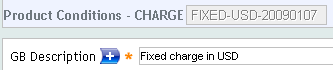 Product Conditions - CHARGE FIXED-USD-20090107
GB Description * Fixed charge in USD